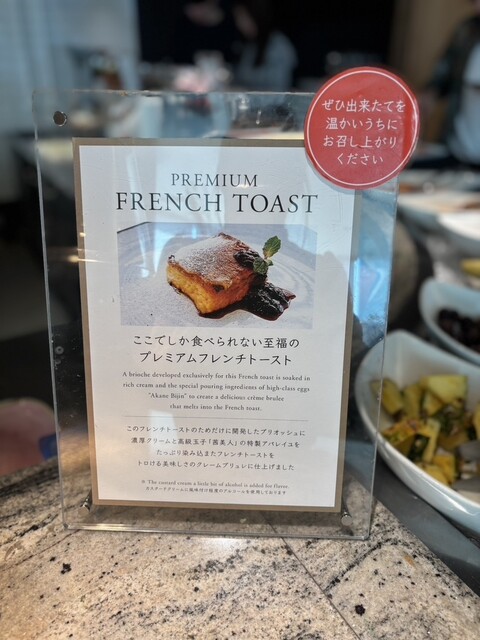 ぜひ出来たてを
温かいうちに
お召し上がり
ください
PREMIUM
FRENCH TOAST
ここでしか食べられない至福の
プレミアムフレンチトースト
A brioche developed exclusively for this French toast is soaked in
rich cream and the special pouring ingredients of high-class eggs
"Akane Bijin" to create a delicious crème brulee
that melts into the French toast.
このフレンチトーストのためだけに開発したブリオッシュに
濃厚クリームと高級玉子「茜美人」の特製アパレイユを
たっぷり染み込ませたフレンチトーストを
トロける美味しさのクレームブリュレに仕上げました
※ The custard cream a little bit of alcohol is added for flavor.
カスタードクリームに風味付け程度のアルコールを使用しております